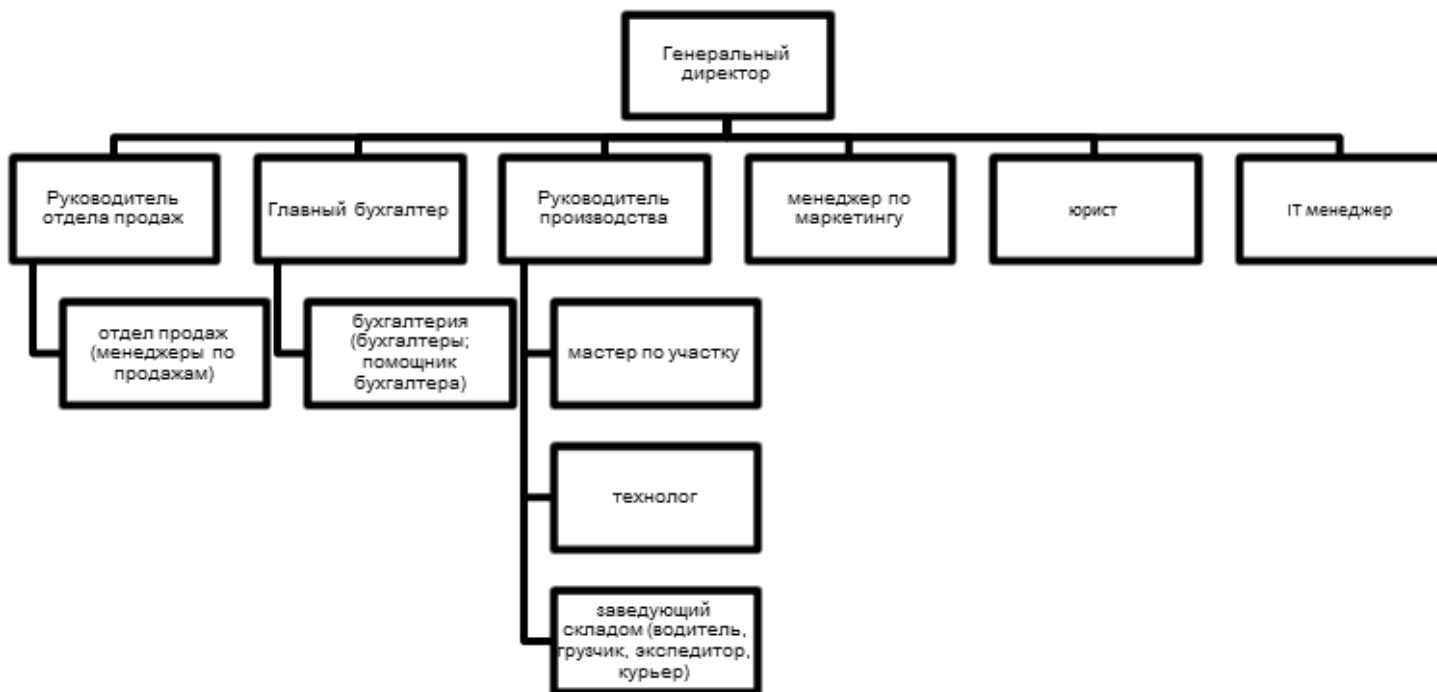 Генеральный
директор
Руководитель
отдела продаж
Главный бухгалтер
Руководитель
производства
менеджер по
маркетингу
юрист
IT менеджер
отдел продаж
(менеджеры по
продажам)
бухгалтерия
(бухгалтеры;
помощник
бухгалтера)
мастер по участку
технолог
заведующий
складом (водитель,
грузчик, экспедитор,
курьер)